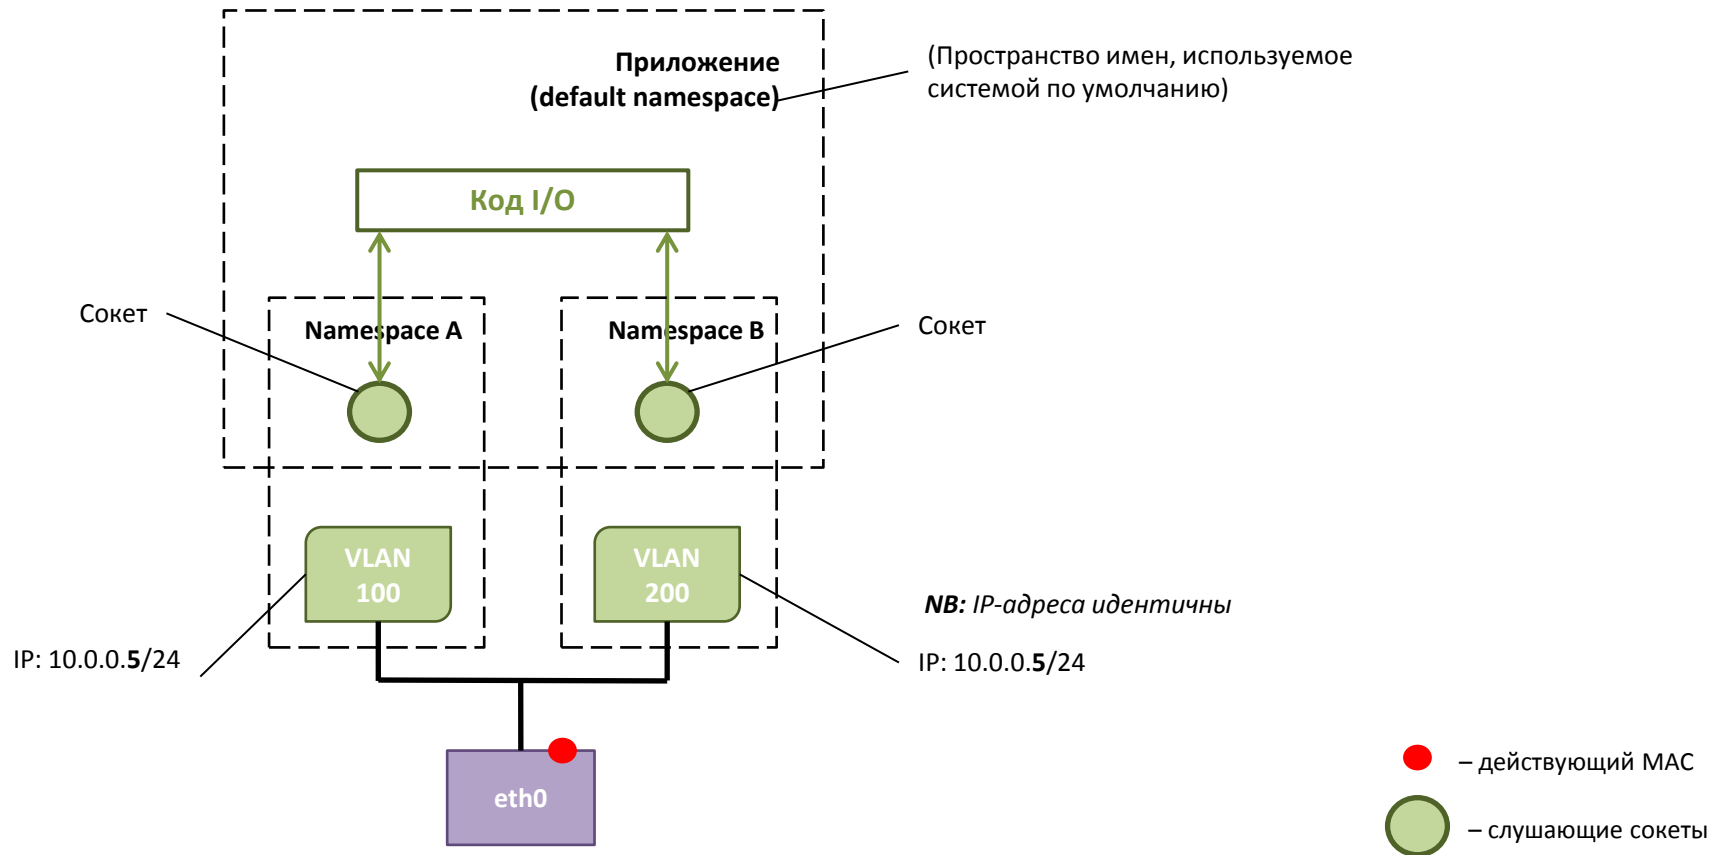 Приложение
(default namespace)
(Пространство имен, используемое
системой по умолчанию)
Код I/O
Сокет
Namespace A
Namespace B
Сокет
VLAN
100
VLAN
200
NB: IP-адреса идентичны
IP: 10.0.0.5/24
IP: 10.0.0.5/24
eth0
– действующий MAC
– слушающие сокеты